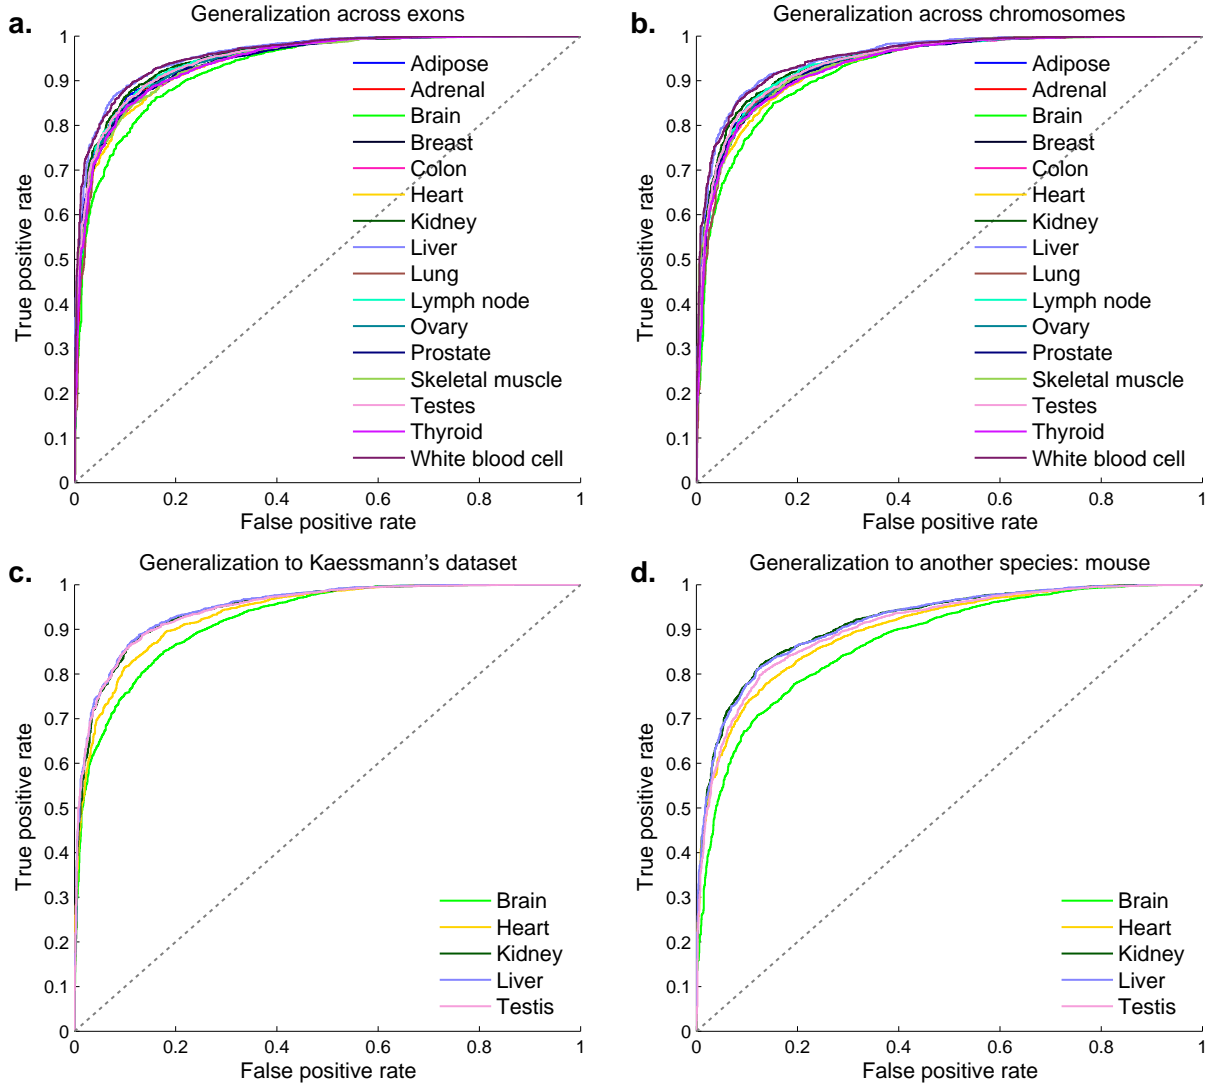 a.
Generalization across exons
1
0.9
0.8
0.7
0.6
0.5
0.4
0.3
0.2
0.1
0
True positive rate
Adipose
Adrenal
Brain
Breast
Colon
Heart
Kidney
Liver
Lung
Lymph node
Ovary
Prostate
Skeletal muscle
Testes
Thyroid
White blood cell
0 0.2 0.4 0.6 0.8 1
False positive rate
b.
Generalization across chromosomes
1
0.9
0.8
0.7
0.6
0.5
0.4
0.3
0.2
0.1
0
True positive rate
Adipose
Adrenal
Brain
Breast
Colon
Heart
Kidney
Liver
Lung
Lymph node
Ovary
Prostate
Skeletal muscle
Testes
Thyroid
White blood cell
0 0.2 0.4 0.6 0.8 1
False positive rate
c.
Generalization to Kaessmann’s dataset
1
0.9
0.8
0.7
0.6
0.5
0.4
0.3
0.2
0.1
0
True positive rate
Brain
Heart
Kidney
Liver
Testis
0 0.2 0.4 0.6 0.8 1
False positive rate
d.
Generalization to another species: mouse
1
0.9
0.8
0.7
0.6
0.5
0.4
0.3
0.2
0.1
0
True positive rate
Brain
Heart
Kidney
Liver
Testis
0 0.2 0.4 0.6 0.8 1
False positive rate